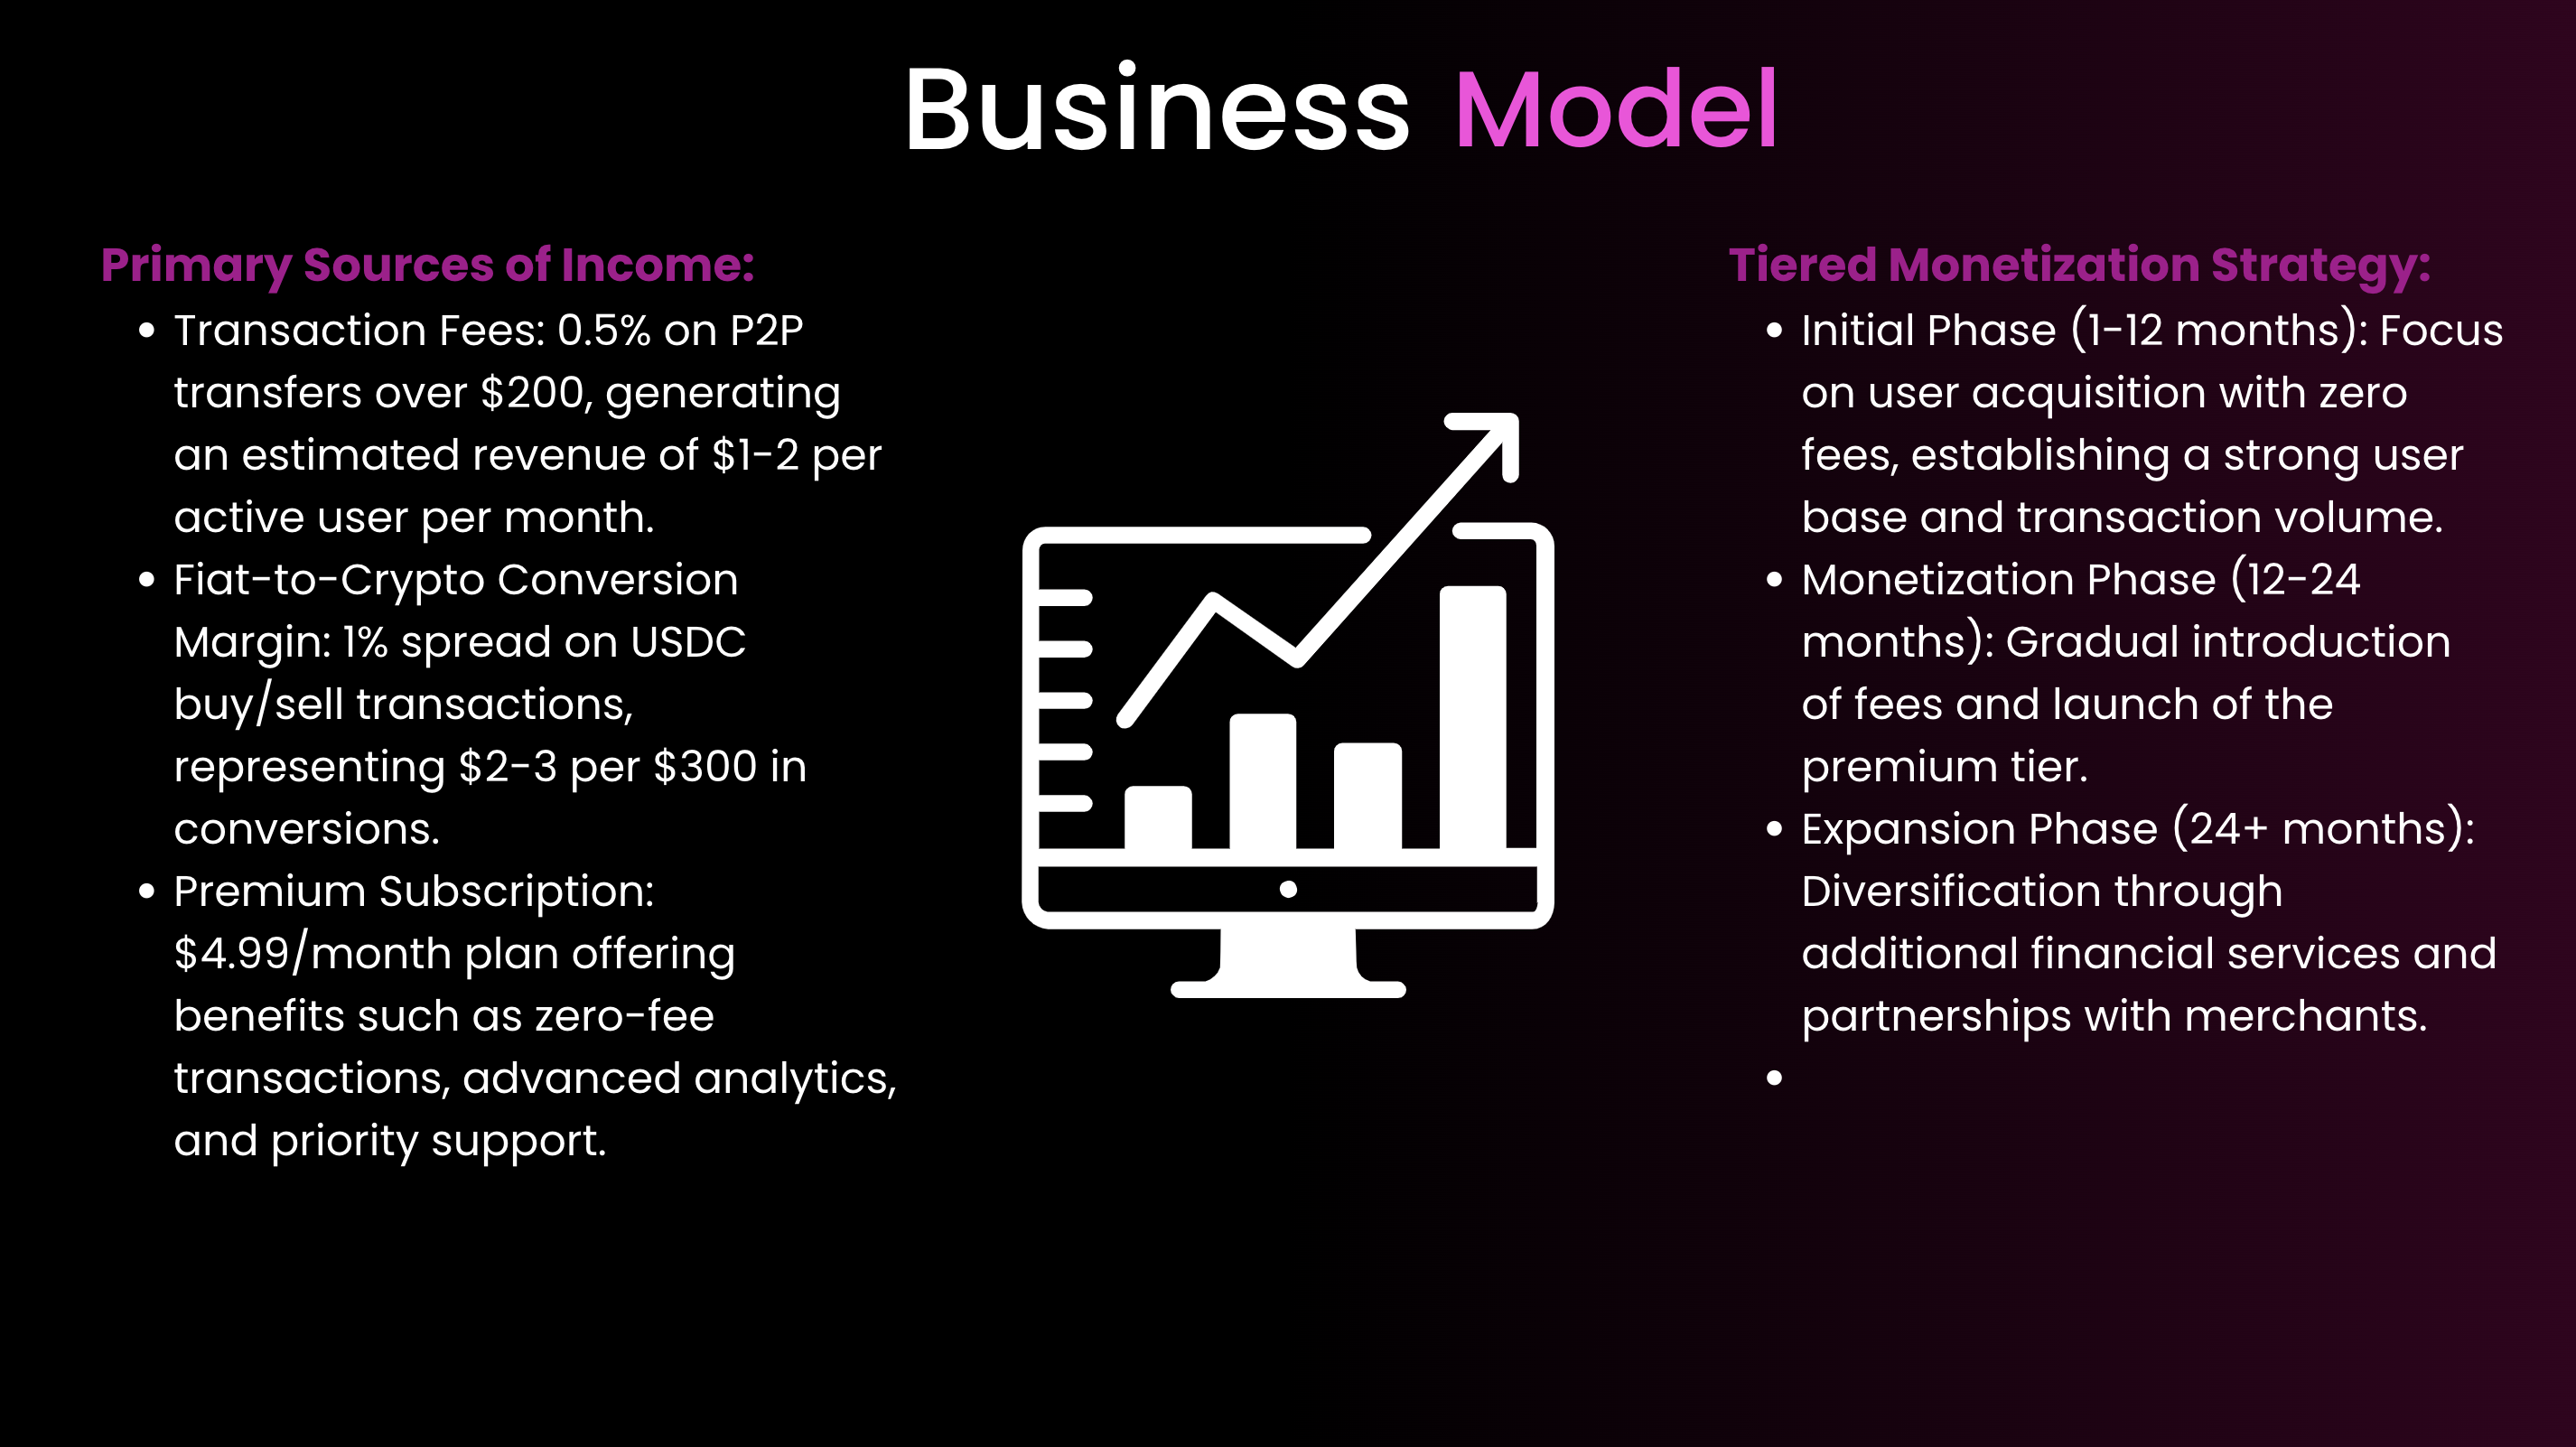 Business Model
Primary Sources of Income:
• Transaction Fees: 0.5% on P2P
transfers over $200, generating
an estimated revenue of $1-2 per
active user per month.
• Fiat-to-Crypto Conversion
Margin: 1% spread on USDC
buy/sell transactions,
representing $2-3 per $300 in
conversions.
• Premium Subscription:
$4.99/month plan offering
benefits such as zero-fee
transactions, advanced analytics,
and priority support.
Tiered Monetization Strategy:
• Initial Phase (1-12 months): Focus
on user acquisition with zero
fees, establishing a strong user
base and transaction volume.
• Monetization Phase (12-24
months): Gradual introduction
of fees and launch of the
premium tier.
• Expansion Phase (24+ months):
Diversification through
additional financial services and
partnerships with merchants.
•